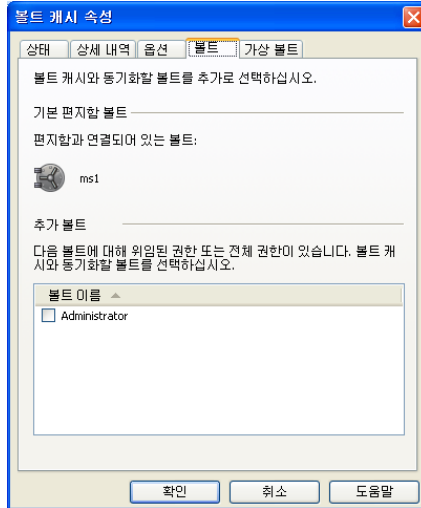 볼트 캐시 속성
상태 상세 내역 옵션 볼트 가상 볼트
볼트 캐시와 동기화할 볼트를 추가로 선택하십시오.
기본 편지함 볼트
편지함과 연결되어 있는 볼트:
ms1
추가 볼트
다음 볼트에 대해 위임된 권한 또는 전체 권한이 있습니다. 볼트 캐
시와 동기화할 볼트를 선택하십시오.
볼트 이름
Administrator
확인 취소 도움말